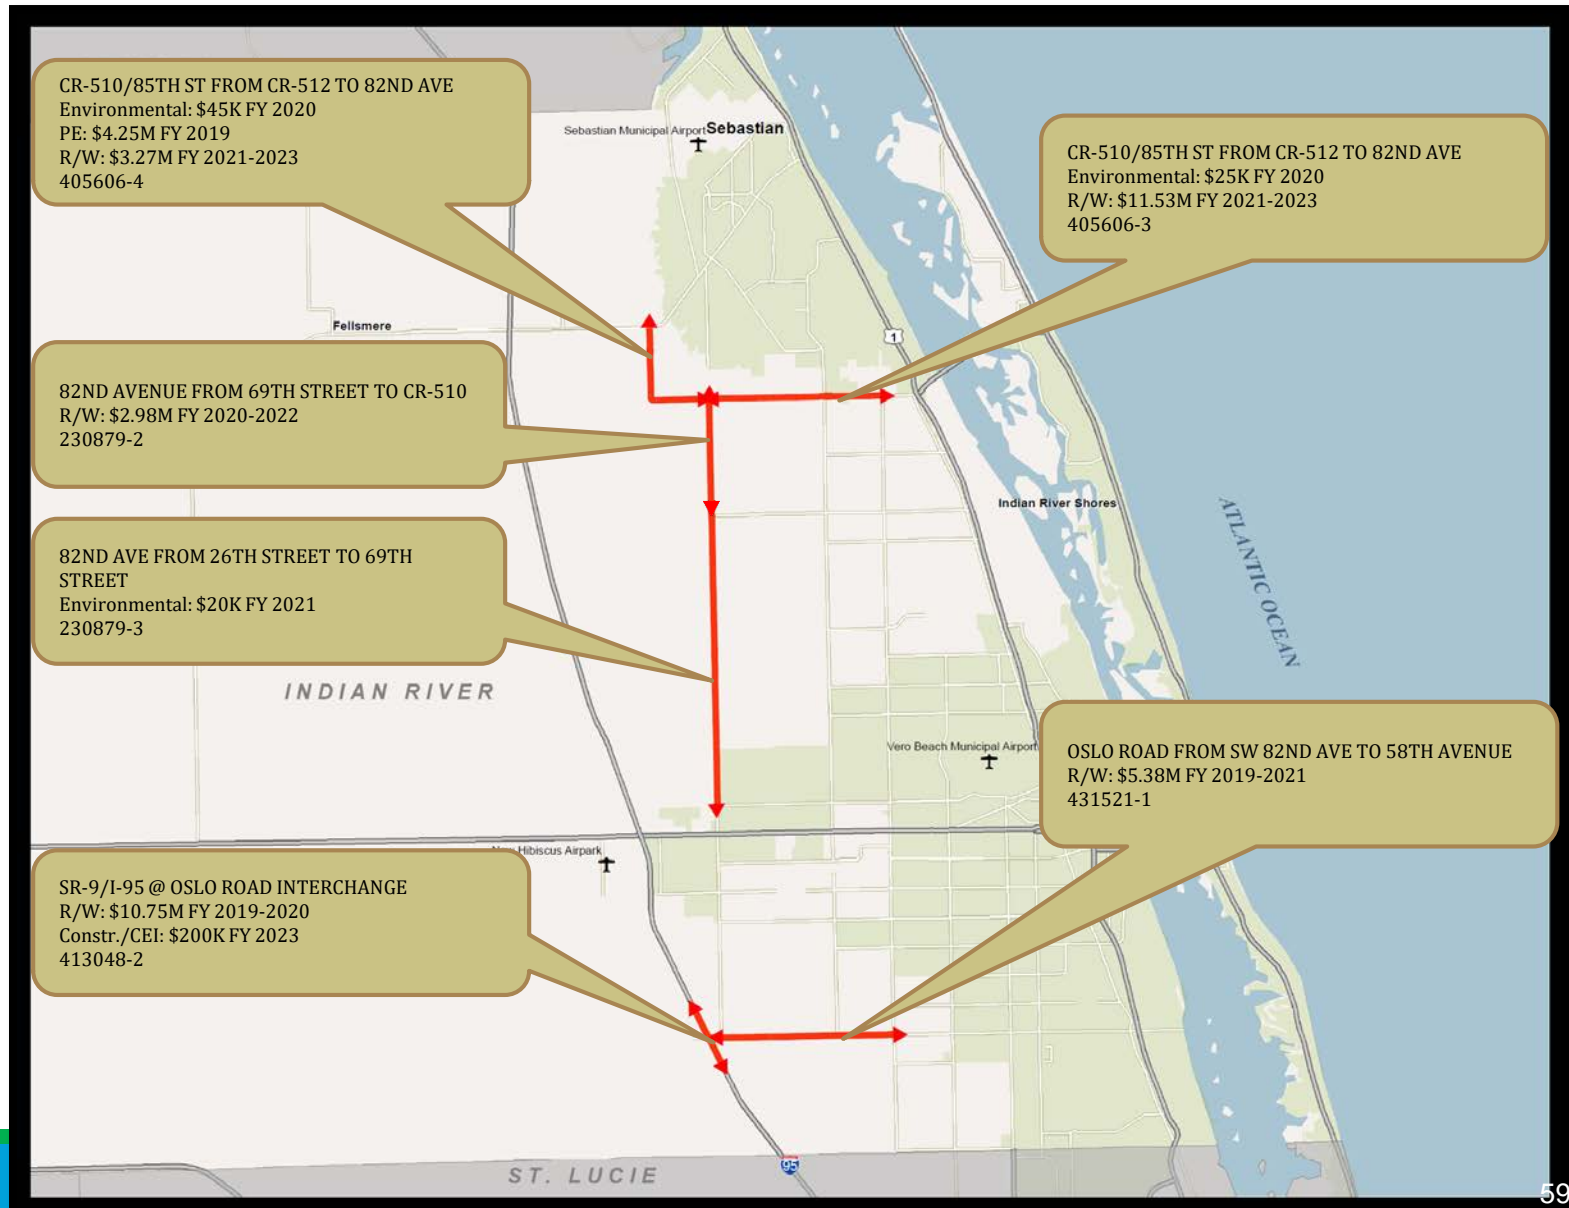 CR-510/85TH ST FROM CR-512 TO 82ND AVE
Environmental: $45K FY 2020
PE: $4.25M FY 2019
R/W: $3.27M FY 2021-2023
405606-4
Sebastian Municipal Airport
Sebastian
CR-510/85TH ST FROM CR-512 TO 82ND AVE
Environmental: $25K FY 2020
R/W: $11.53M FY 2021-2023
405606-3
Fellsmere
1
82ND AVENUE FROM 69TH STREET TO CR-510
R/W: $2.98M FY 2020-2022
230879-2
Indian River Shores
ATLANTIC OCEAN
82ND AVE FROM 26TH STREET TO 69TH
STREET
Environmental: $20K FY 2021
230879-3
INDIAN RIVER
Vero Beach Municipal Airport
OSLO ROAD FROM SW 82ND AVE TO 58TH AVENUE
R/W: $5.38M FY 2019-2021
431521-1
Hibiscus Airpark
SR-9/I-95 @ OSLO ROAD INTERCHANGE
R/W: $10.75M FY 2019-2020
Constr./CEI: $200K FY 2023
413048-2
ST. LUCIE
95
59